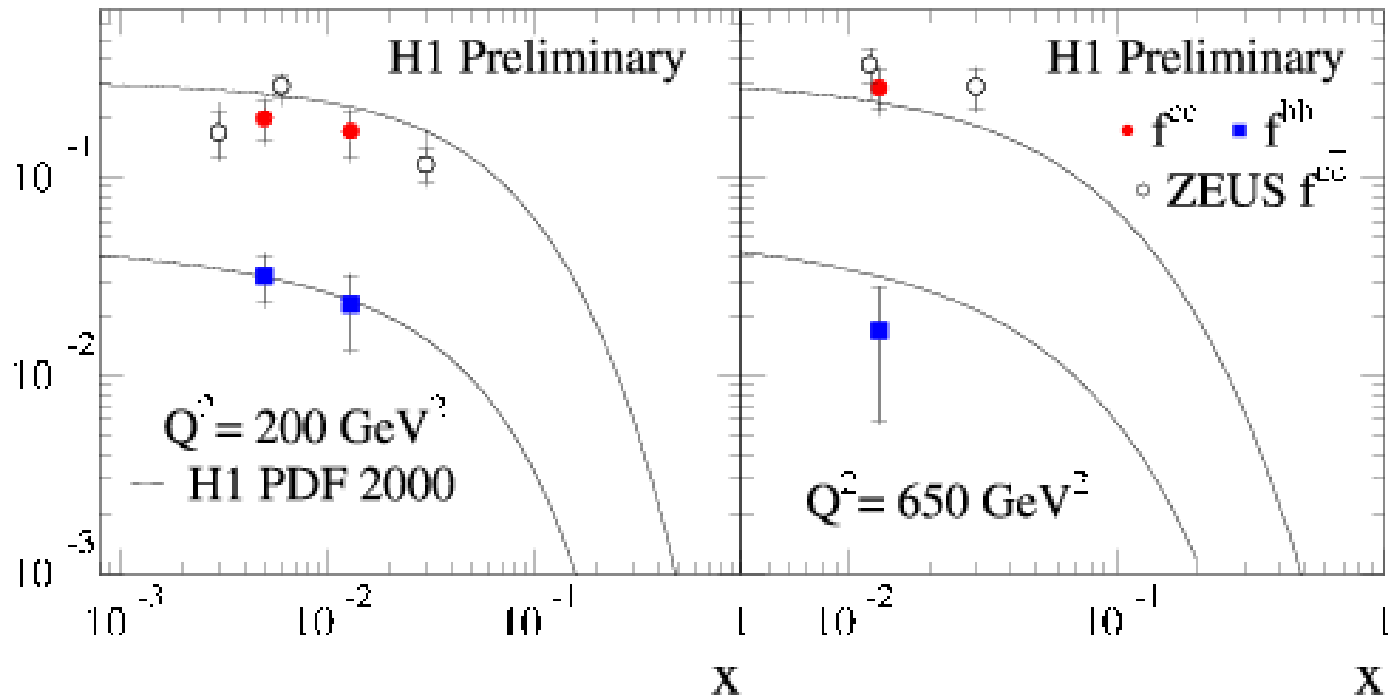 H1 Preliminary
H1 Preliminary
f^cc f^bb
ZEUS f^cc
10^-1
10^-2
10^-3
Q^2 = 200 GeV^2
H1 PDF 2000
Q^2 = 650 GeV^2
10^-3 10^-2 10^-1 1 10^-2 10^-1 1
x x